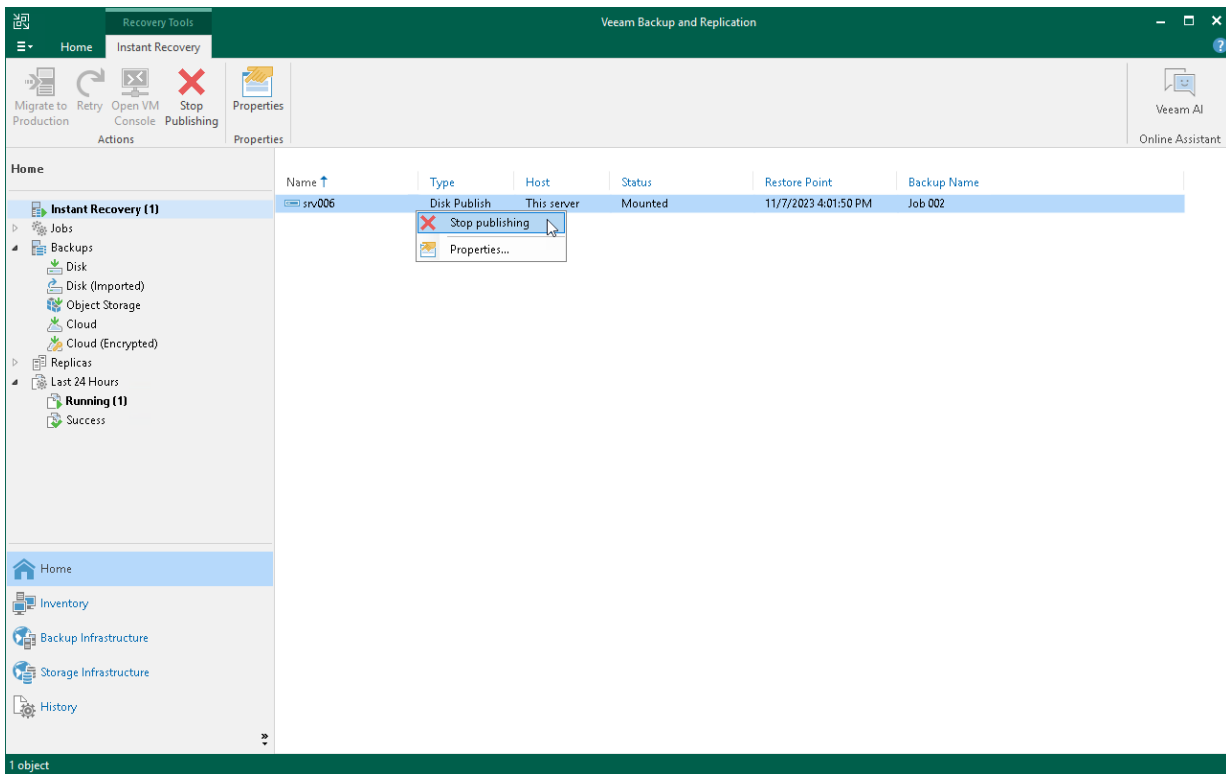 Recovery Tools
Veeam Backup and Replication
Home
Instant Recovery
Migrate to Production
Retry
Open VM Console
Stop Publishing
Properties
Actions
Properties
Veeam AI
Online Assistant
Home
Instant Recovery (1)
Jobs
Backups
Disk
Disk (Imported)
Object Storage
Cloud
Cloud (Encrypted)
Replicas
Last 24 Hours
Running (1)
Success
Name Type Host Status Restore Point Backup Name
srv006 Disk Publish This server Mounted 11/7/2023 4:01:50 PM Job 002
Stop publishing
Properties...
Home
Inventory
Backup Infrastructure
Storage Infrastructure
History
1 object